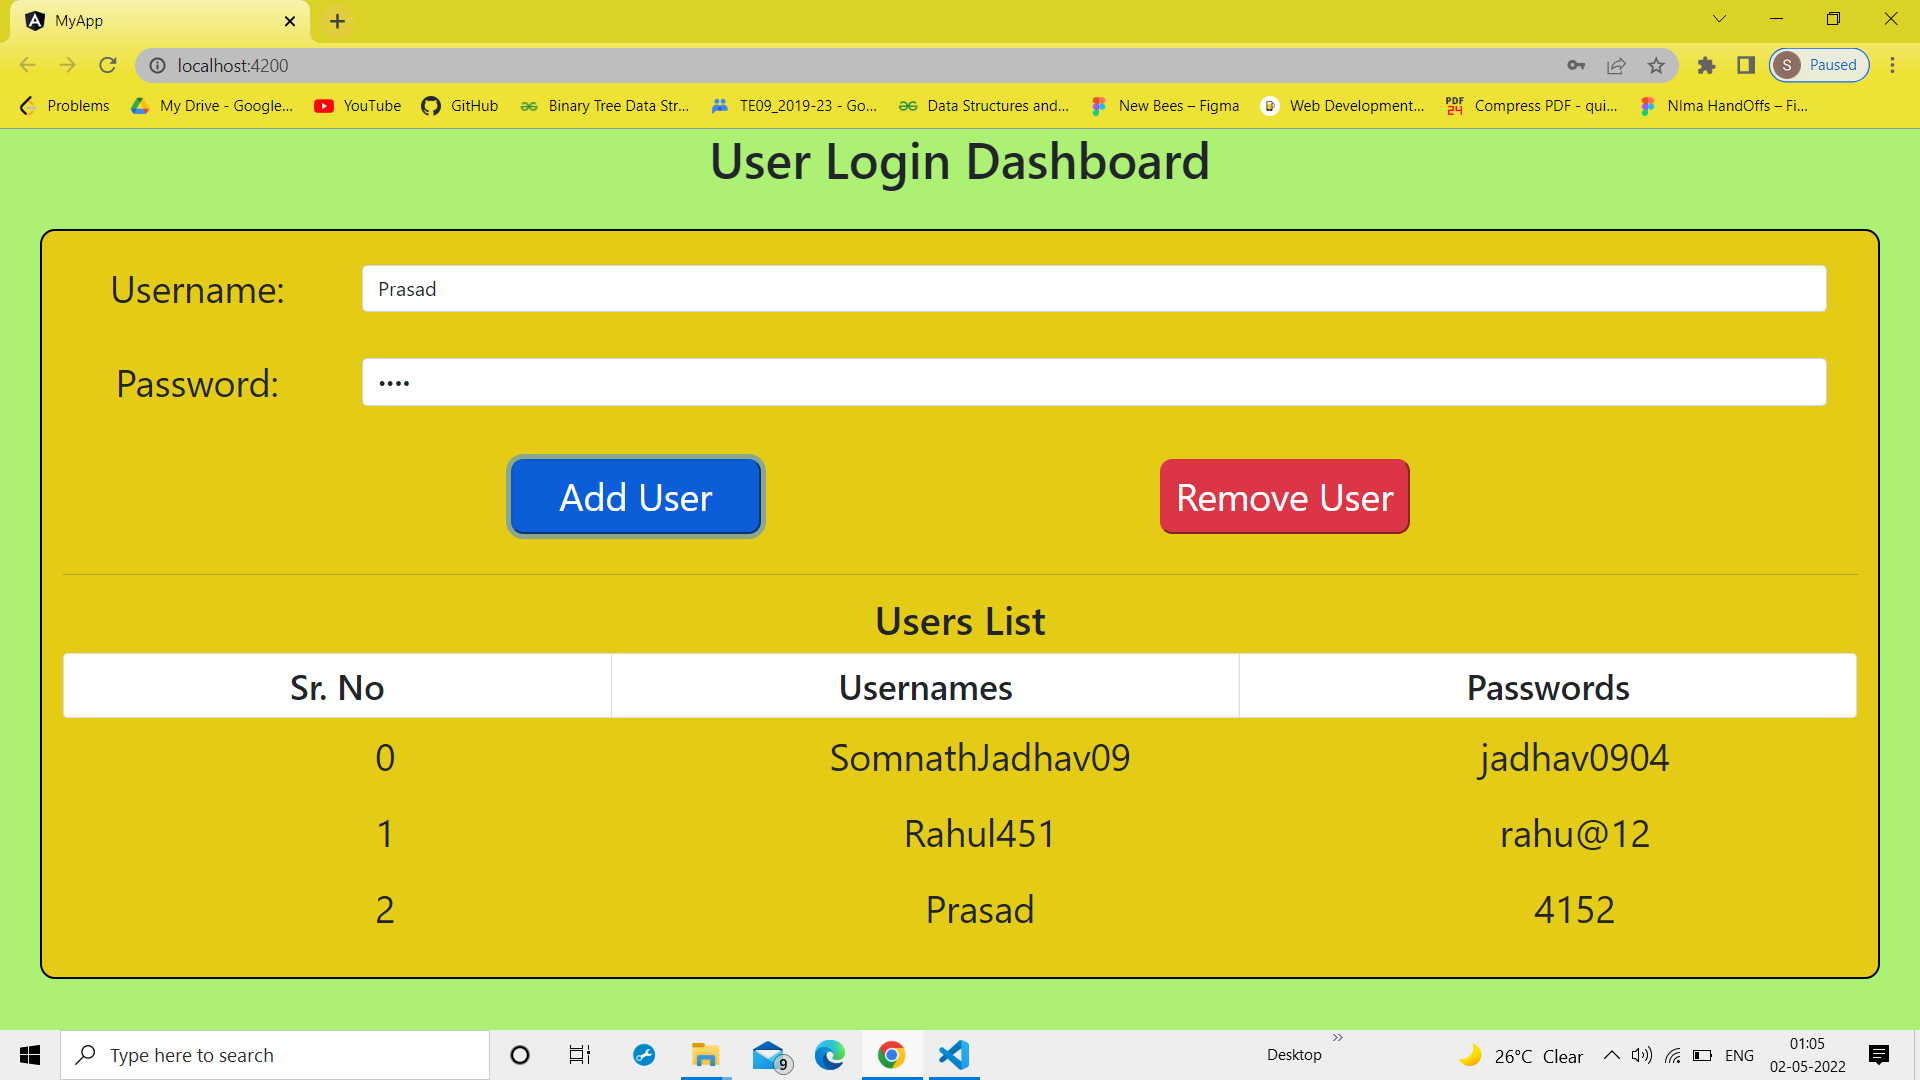 MyApp
localhost:4200
S Paused
Problems My Drive - Google... YouTube GitHub Binary Tree Data Str... TE09_2019-23 - Go... Data Structures and... New Bees – Figma Web Development... PDF 24 Compress PDF - qui... NIma HandOffs – Fi...
User Login Dashboard
Username: Prasad
Password: ••••
Add User Remove User
Users List
Sr. No Usernames Passwords
0 SomnathJadhav09 jadhav0904
1 Rahul451 rahu@12
2 Prasad 4152
Type here to search 9 Desktop » 26°C Clear ENG 01:05
02-05-2022